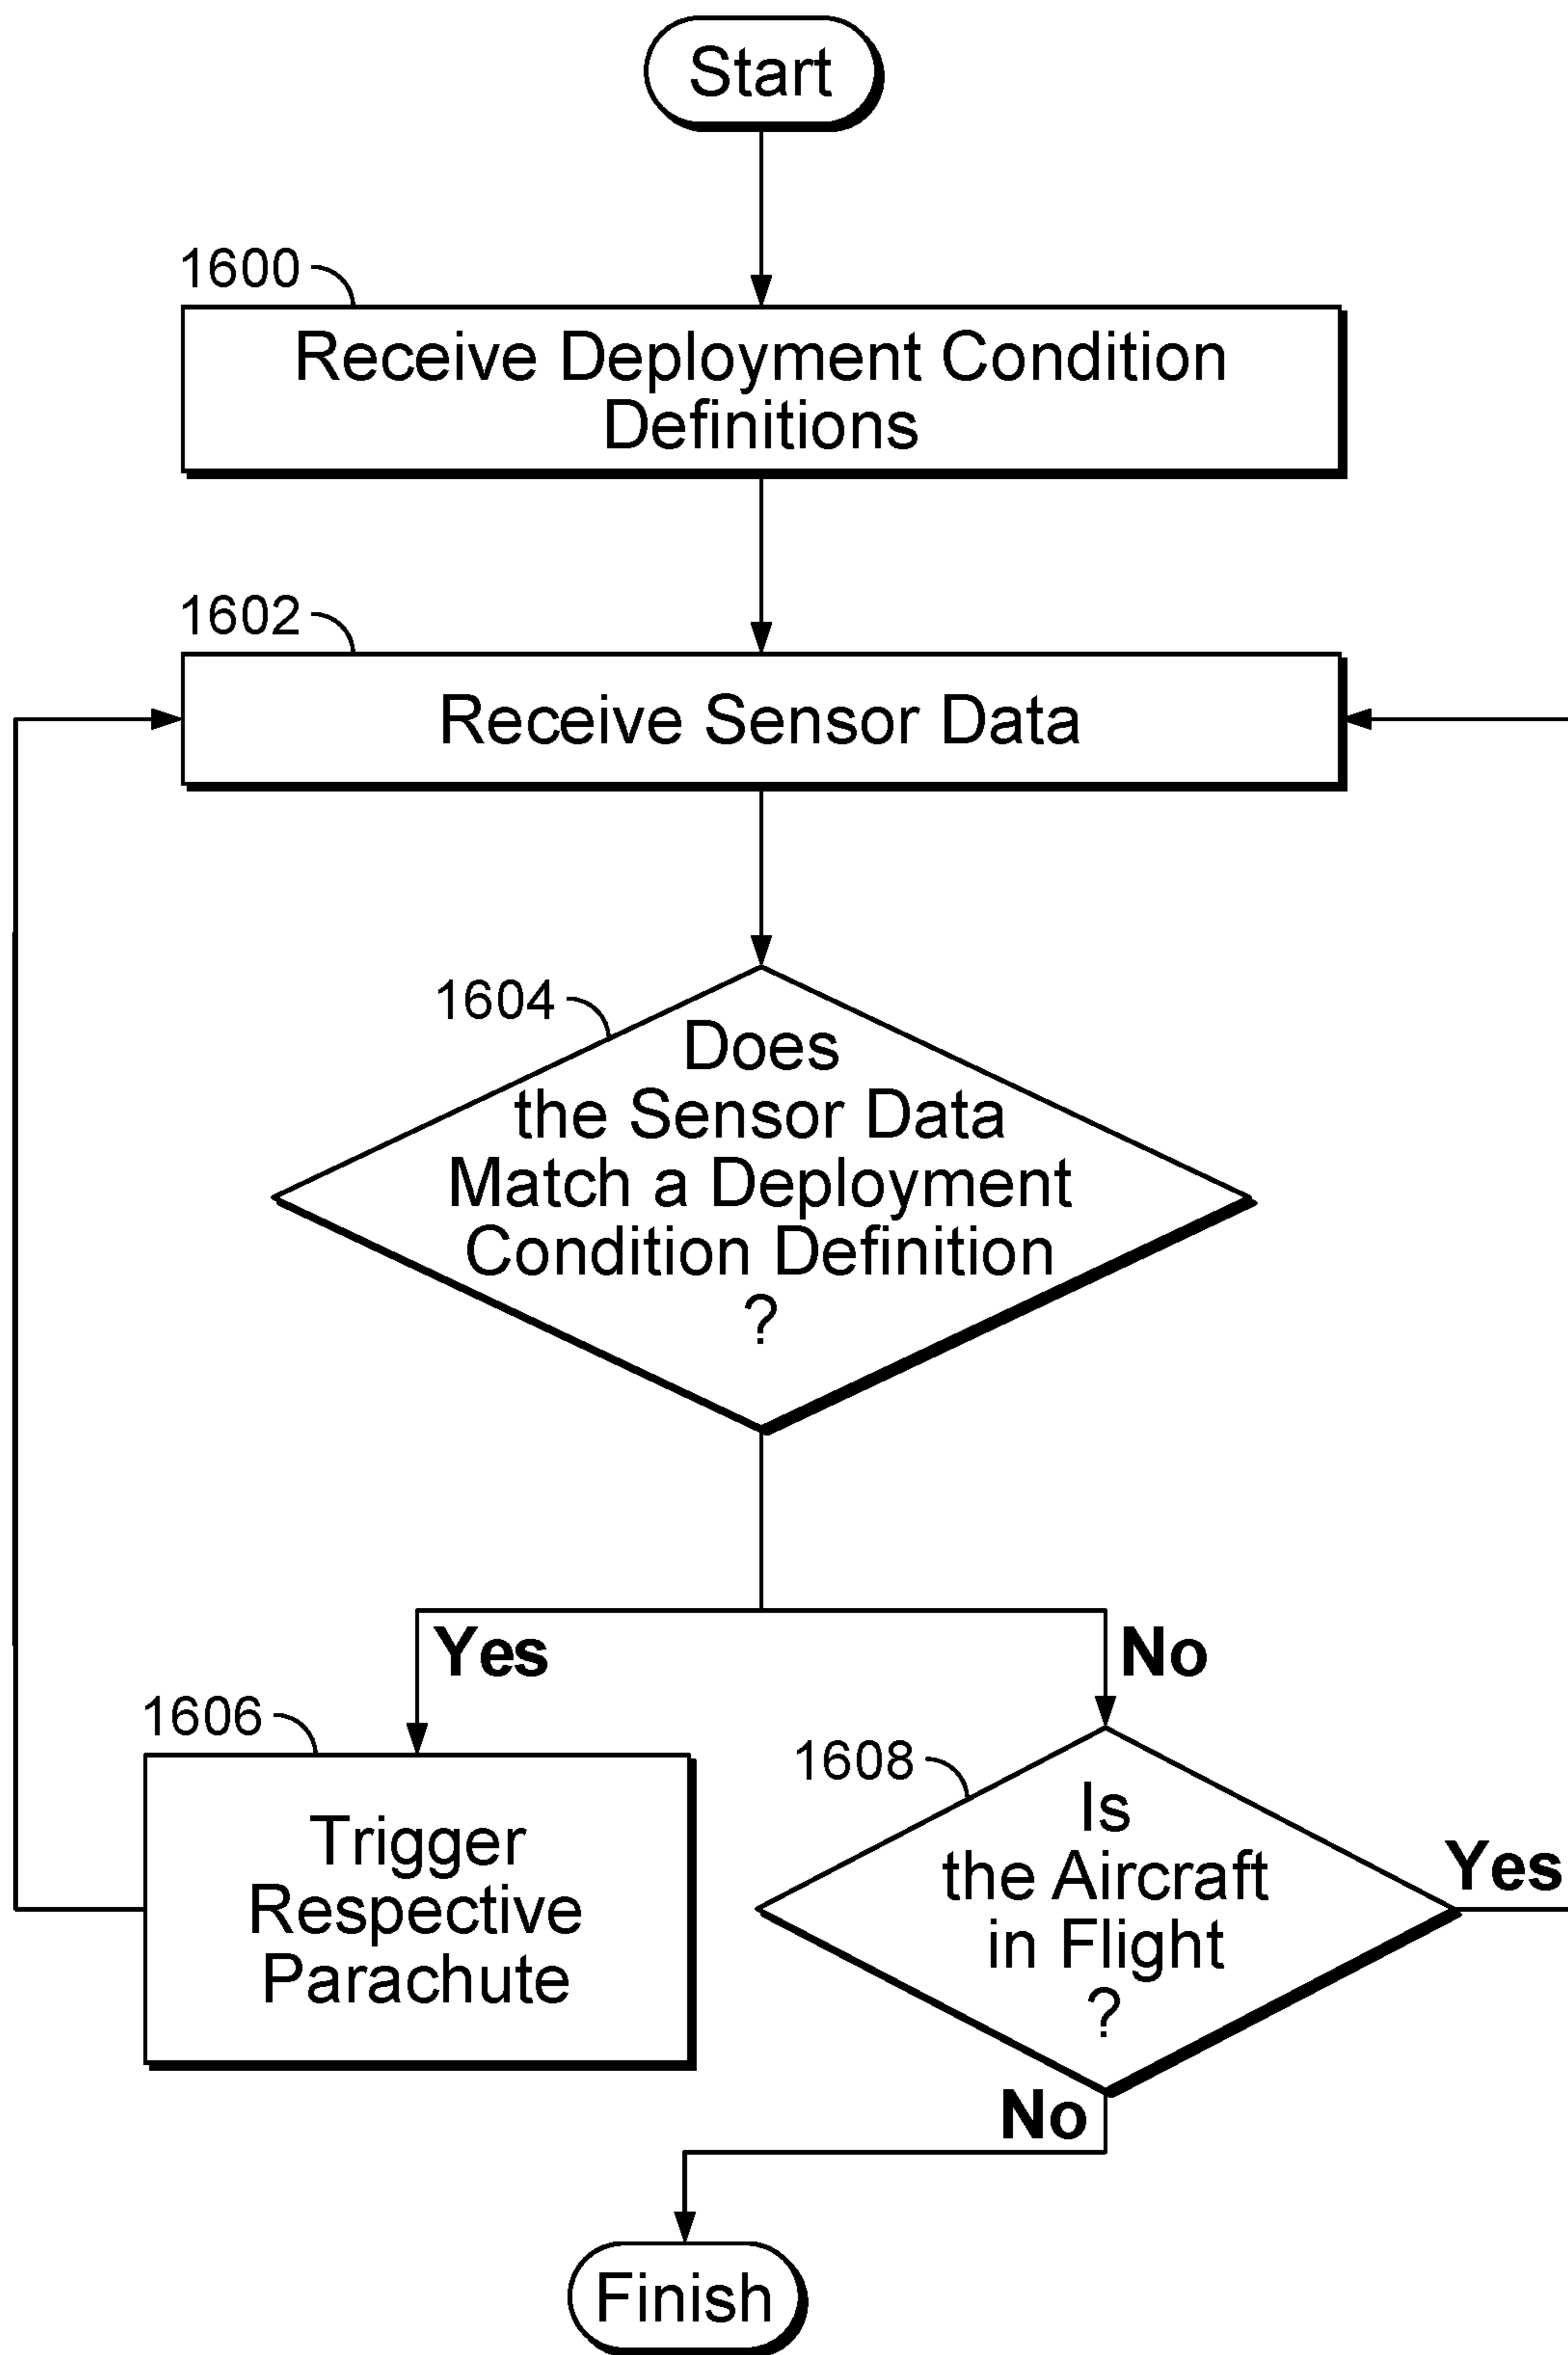 Start
1600
Receive Deployment Condition
Definitions
1602
Receive Sensor Data
1604
Does
the Sensor Data
Match a Deployment
Condition Definition
?
Yes
No
1606
Trigger
Respective
Parachute
1608
Is
the Aircraft
in Flight
?
Yes
No
Finish